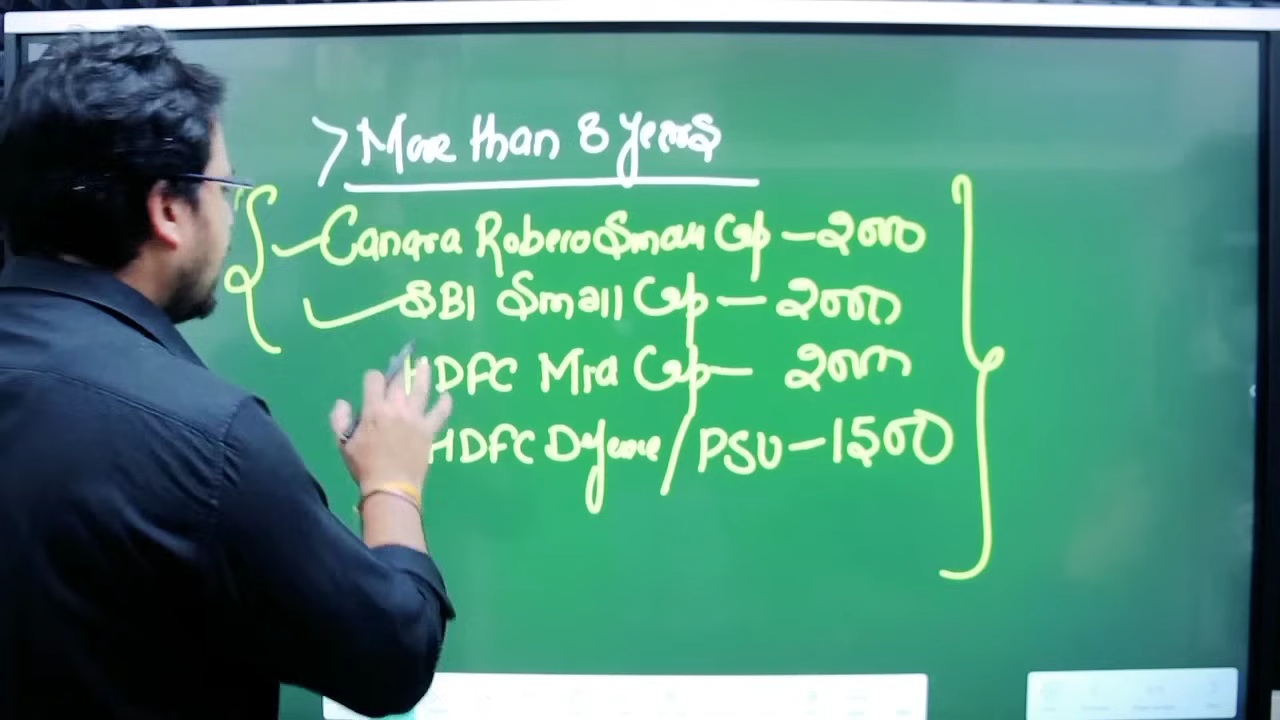 > More than 8 years
Canara Robero Small Cap - 2000
SBI Small Cap - 2000
HDFC Mid Cap - 2000
HDFC Defence / PSU - 1500